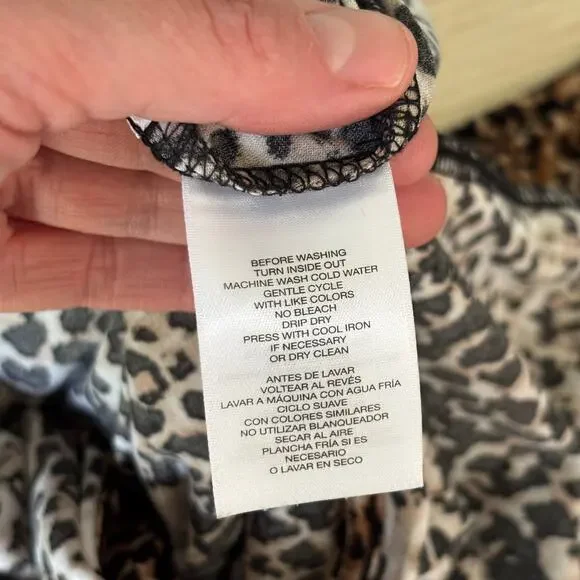 BEFORE WASHING
TURN INSIDE OUT
MACHINE WASH COLD WATER
GENTLE CYCLE
WITH LIKE COLORS
NO BLEACH
DRIP DRY
PRESS WITH COOL IRON
IF NECESSARY
OR DRY CLEAN
ANTES DE LAVAR
VOLTEAR AL REVÉS
LAVAR A MÁQUINA CON AGUA FRÍA
CICLO SUAVE
CON COLORES SIMILARES
NO UTILIZAR BLANQUEADOR
SECAR AL AIRE
PLANCHA FRÍA SI ES
NECESARIO
O LAVAR EN SECO